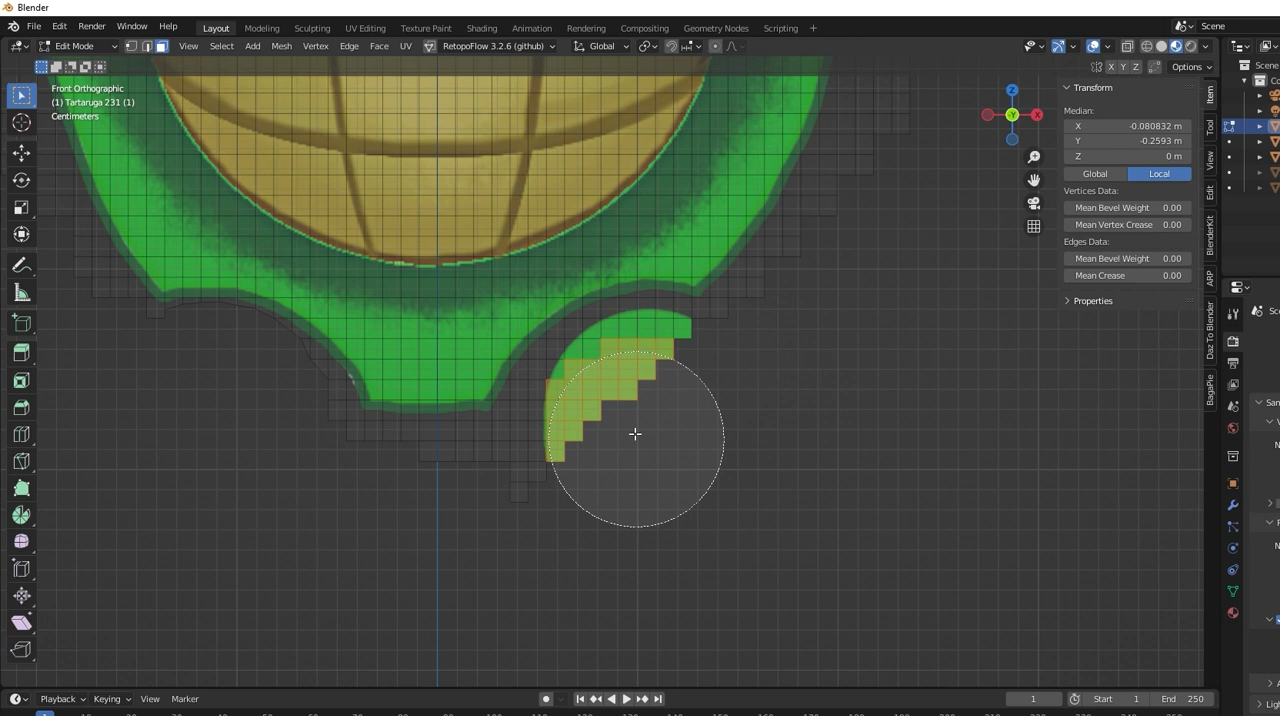 Blender
File Edit Render Window Help Layout Modeling Sculpting UV Editing Texture Paint Shading Animation Rendering Compositing Geometry Nodes Scripting + Scene
Edit Mode View Select Add Mesh Vertex Edge Face UV RetopoFlow 3.2.6 (github) Global
X Y Z Options
Front Orthographic
(1) Tartaruga 231 (1)
Centimeters
Z
-Y
X
Transform
Median:
X -0.080832 m
Y -0.2593 m
Z 0 m
Global Local
Vertices Data:
Mean Bevel Weight 0.00
Mean Vertex Crease 0.00
Edges Data:
Mean Bevel Weight 0.00
Mean Crease 0.00
Properties
Item
Tool
View
Edit
BlenderKit
ARP
Daz To Blender
BagaPie
Scene
Co
Sce
San
Playback Keying View Marker 1 Start 1 End 250